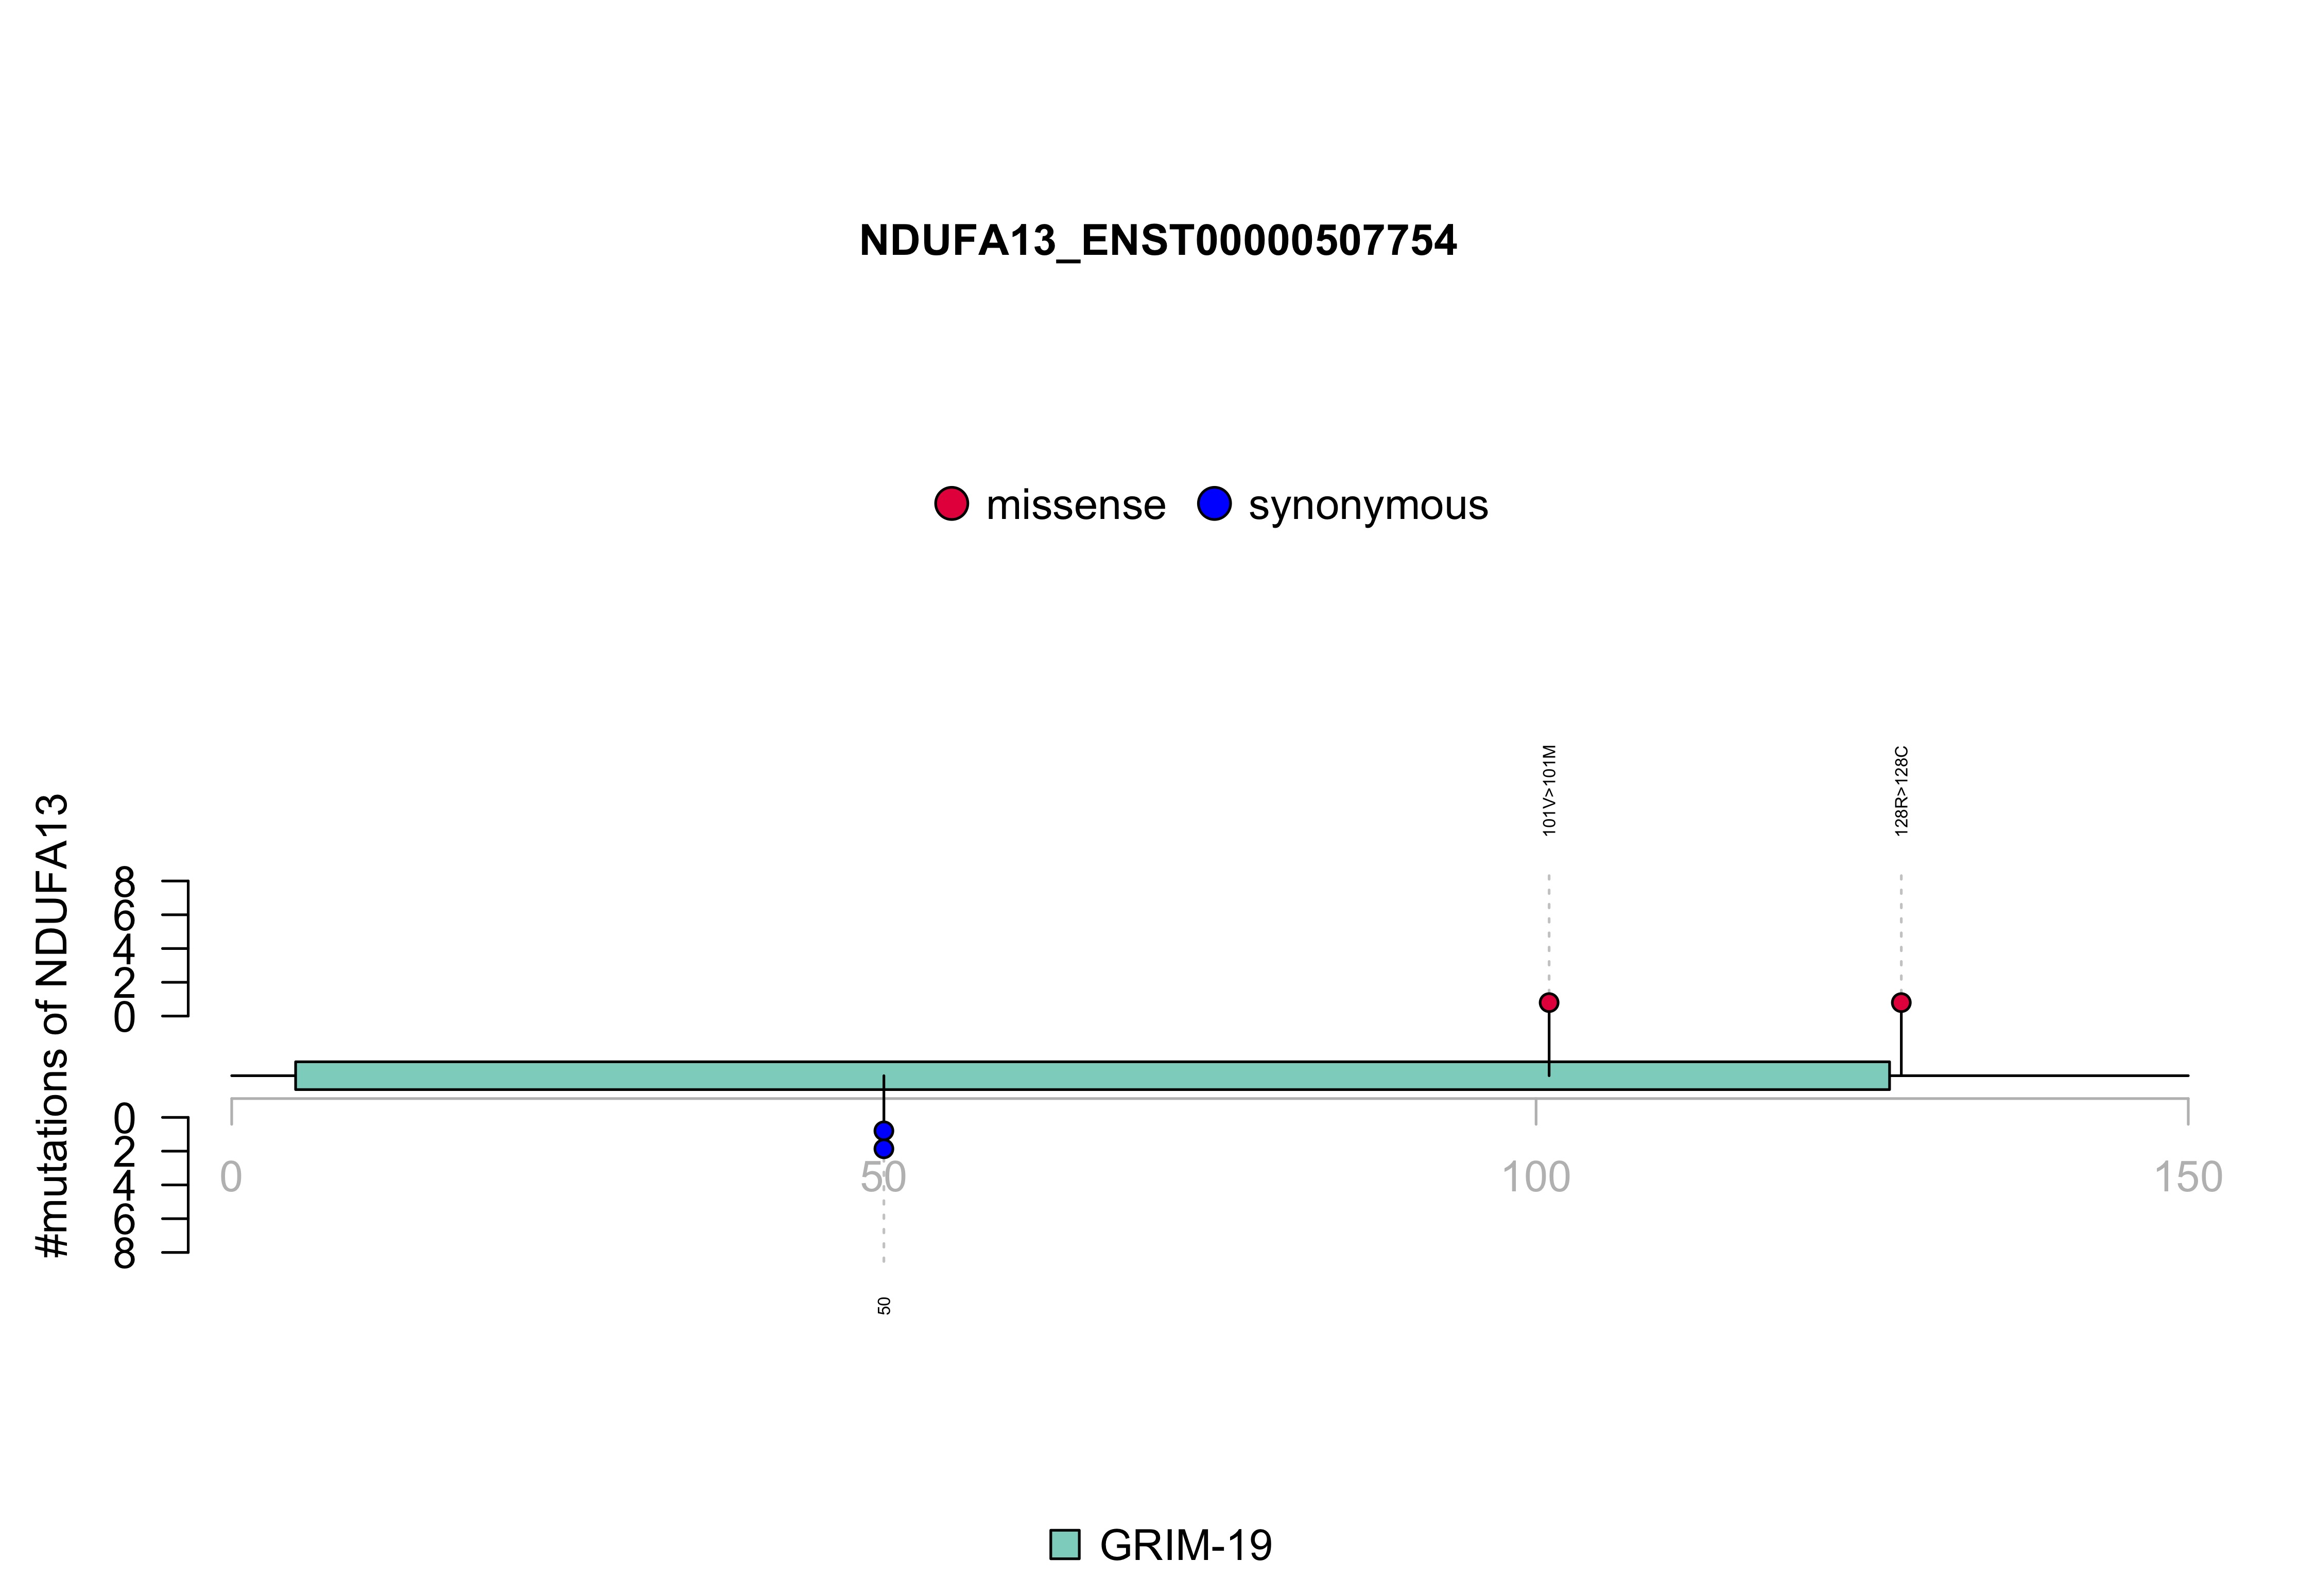 NDUFA13_ENST00000507754
missense
synonymous
101V>101M
128R>128C
#mutations of NDUFA13
8
6
4
2
0
0
2
4
6
8
0
50
100
150
50
GRIM-19